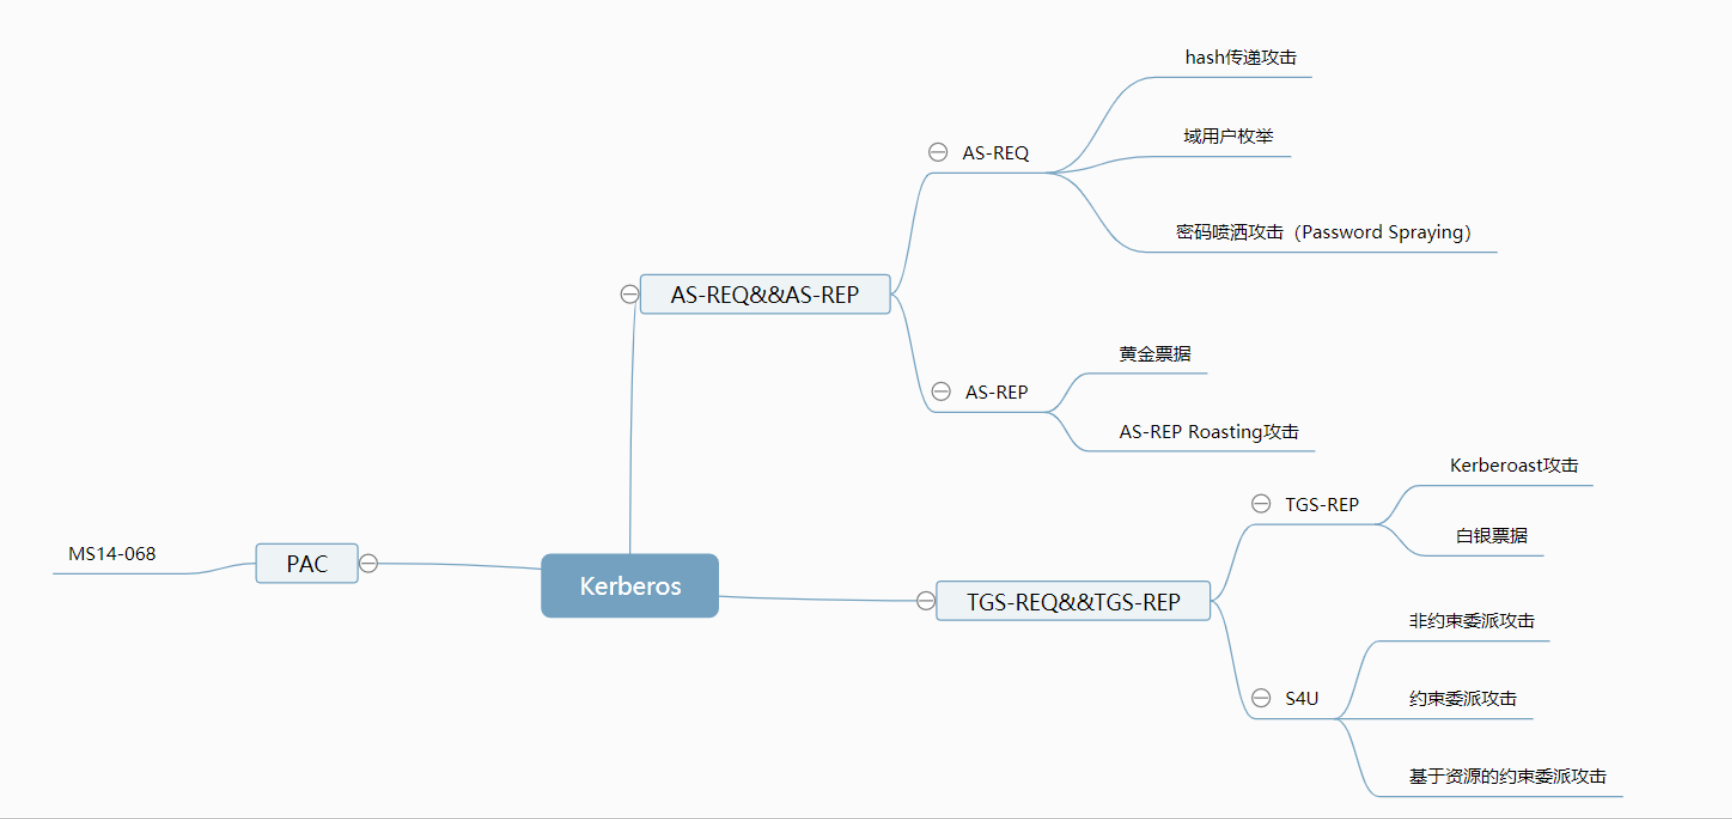 hash传递攻击
域用户枚举
AS-REQ
密码喷洒攻击（Password Spraying）
AS-REQ&&AS-REP
黄金票据
AS-REP
AS-REP Roasting攻击
Kerberoast攻击
TGS-REP
白银票据
MS14-068
PAC
Kerberos
TGS-REQ&&TGS-REP
非约束委派攻击
S4U
约束委派攻击
基于资源的约束委派攻击